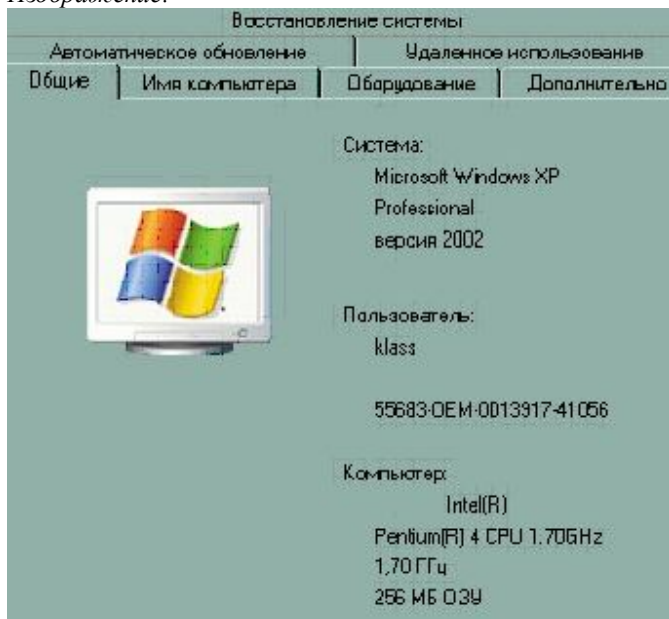 Изображение:
Восстановление системы
Автоматическое обновление Удаленное использование
Общие Имя компьютера Оборудование Дополнительно
Система:
Microsoft Windows XP
Professional
версия 2002
Пользователь:
klass
55683-OEM-0013917-41056
Компьютер:
Intel(R)
Pentium(R) 4 CPU 1.70GHz
1,70 ГГц
256 МБ ОЗУ